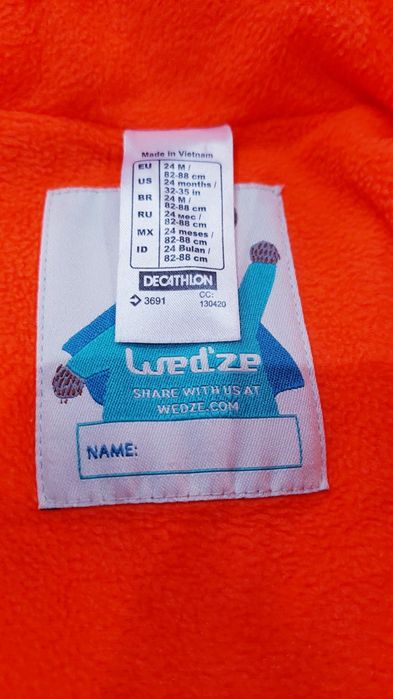 Made in Vietnam
EU 24 M /
82-88 cm
US 24 months /
32-35 in
BR 24 M /
82-88 cm
RU 24 мес /
82-88 cm
MX 24 meses /
82-88 cm
ID 24 Bulan /
82-88 cm
DECATHLON
3691 CC:
130420
Wed'ze
SHARE WITH US AT
WEDZE.COM
NAME: